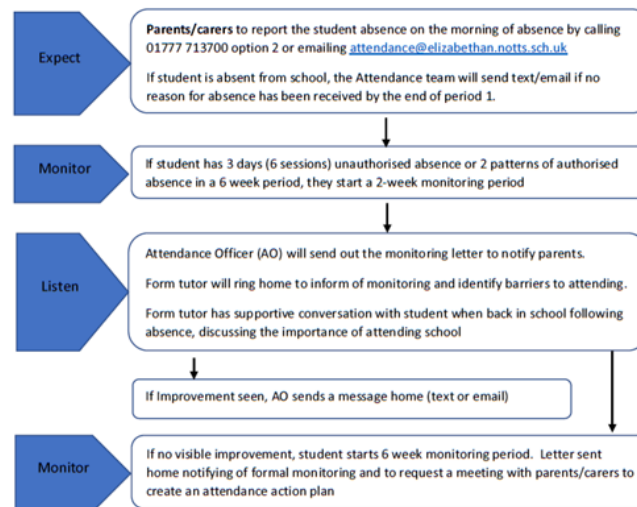 Expect
Parents/carers to report the student absence on the morning of absence by calling
01777 713700 option 2 or emailing attendance@elizabethan.notts.sch.uk
If student is absent from school, the Attendance team will send text/email if no
reason for absence has been received by the end of period 1.
Monitor
If student has 3 days (6 sessions) unauthorised absence or 2 patterns of authorised
absence in a 6 week period, they start a 2-week monitoring period
Listen
Attendance Officer (AO) will send out the monitoring letter to notify parents.
Form tutor will ring home to inform of monitoring and identify barriers to attending.
Form tutor has supportive conversation with student when back in school following
absence, discussing the importance of attending school
If Improvement seen, AO sends a message home (text or email)
Monitor
If no visible improvement, student starts 6 week monitoring period. Letter sent
home notifying of formal monitoring and to request a meeting with parents/carers to
create an attendance action plan